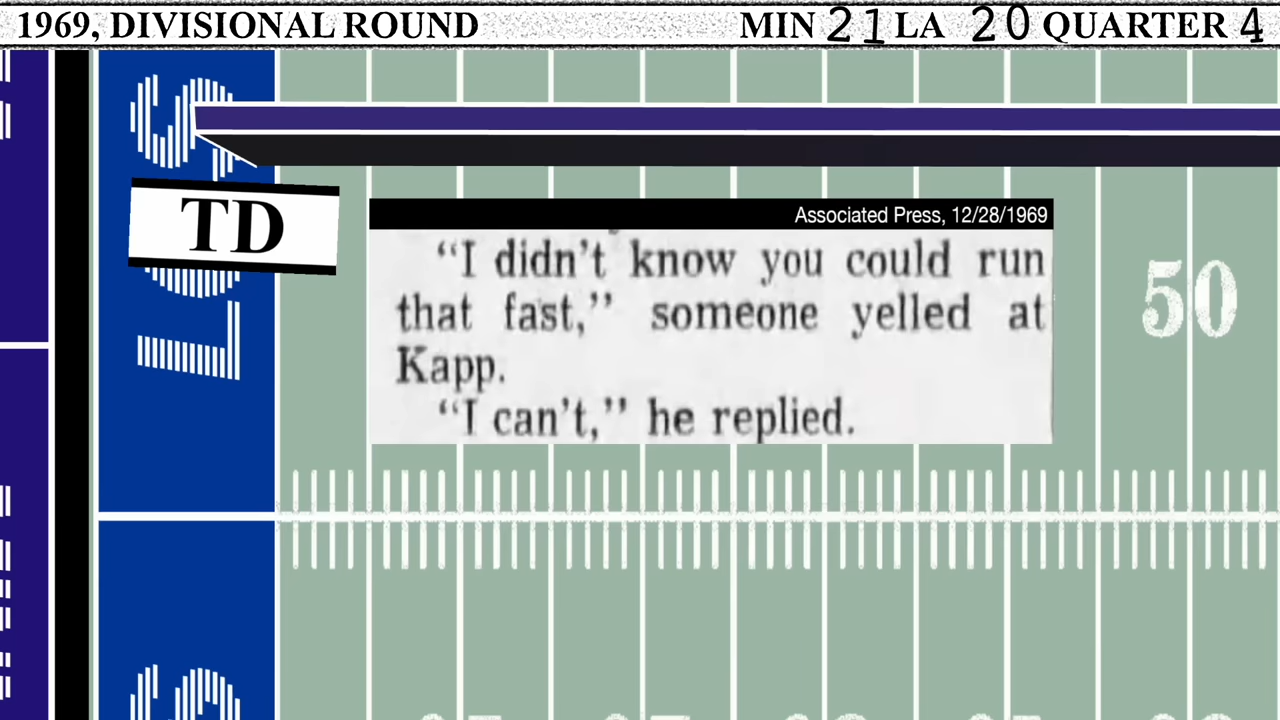 1969, DIVISIONAL ROUND MIN 21 LA 20 QUARTER 4
TD
Associated Press, 12/28/1969
“I didn’t know you could run
that fast,” someone yelled at
Kapp.
“I can’t,” he replied.
50